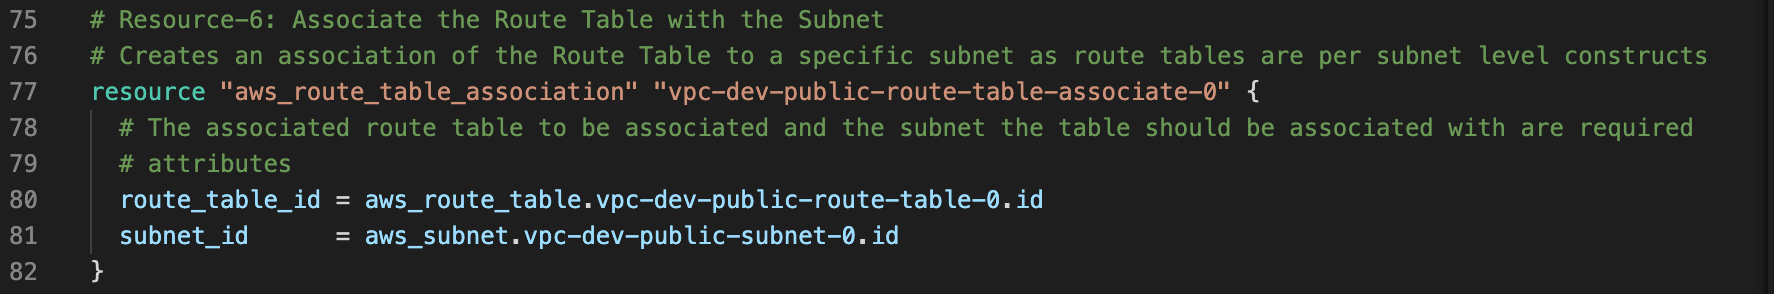 75 # Resource-6: Associate the Route Table with the Subnet
76 # Creates an association of the Route Table to a specific subnet as route tables are per subnet level constructs
77 resource "aws_route_table_association" "vpc-dev-public-route-table-associate-0" {
78 # The associated route table to be associated and the subnet the table should be associated with are required
79 # attributes
80 route_table_id = aws_route_table.vpc-dev-public-route-table-0.id
81 subnet_id = aws_subnet.vpc-dev-public-subnet-0.id
82 }